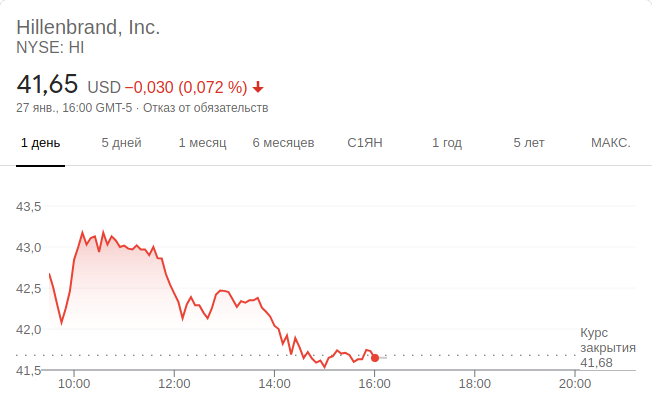 Hillenbrand, Inc.
NYSE: HI
41,65 USD −0,030 (0,072 %)
27 янв., 16:00 GMT-5 · Отказ от обязательств
1 день 5 дней 1 месяц 6 месяцев С1ЯН 1 год 5 лет МАКС.
43,5
43,0
42,5
42,0
Курс
закрытия
41,68
41,5
10:00 12:00 14:00 16:00 18:00 20:00